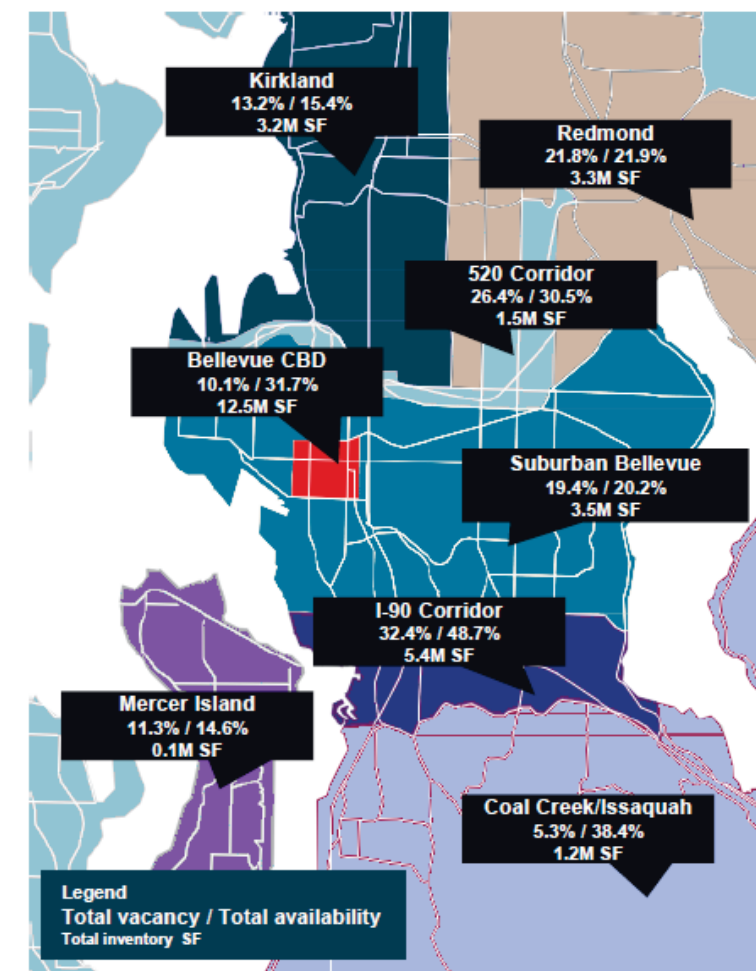 Kirkland
13.2% / 15.4%
3.2M SF
Redmond
21.8% / 21.9%
3.3M SF
520 Corridor
26.4% / 30.5%
1.5M SF
Bellevue CBD
10.1% / 31.7%
12.5M SF
Suburban Bellevue
19.4% / 20.2%
3.5M SF
I-90 Corridor
32.4% / 48.7%
5.4M SF
Mercer Island
11.3% / 14.6%
0.1M SF
Coal Creek/Issaquah
5.3% / 38.4%
1.2M SF
Legend
Total vacancy / Total availability
Total inventory SF